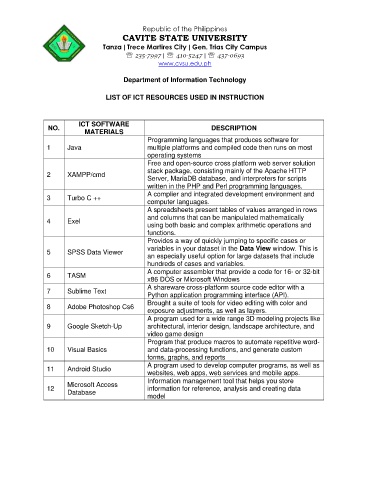 Republic of the Philippines
CAVITE STATE UNIVERSITY
Tanza | Trece Martires City | Gen. Trias City Campus
☏ 235-7997 | ☏ 410-5247 | ☏ 437-0693
www.cvsu.edu.ph
Department of Information Technology
LIST OF ICT RESOURCES USED IN INSTRUCTION
NO. ICT SOFTWARE MATERIALS DESCRIPTION
1 Java Programming languages that produces software for
multiple platforms and compiled code then runs on most
operating systems
2 XAMPP/cmd Free and open-source cross platform web server solution
stack package, consisting mainly of the Apache HTTP
Server, MariaDB database, and interpreters for scripts
written in the PHP and Perl programming languages.
3 Turbo C ++ A complier and integrated development environment and
computer languages.
4 Exel A spreadsheets present tables of values arranged in rows
and columns that can be manipulated mathematically
using both basic and complex arithmetic operations and
functions.
5 SPSS Data Viewer Provides a way of quickly jumping to specific cases or
variables in your dataset in the Data View window. This is
an especially option for large datasets that include
hundreds of cases and variables.
6 TASM A computer assembler that provide a code for 16- or 32-bit
x86 DOS or Microsoft Windows
7 Sublime Text A shareware cross-platform source code editor with a
Python application programming interface (API).
8 Adobe Photoshop Cs6 Brought a suite of tools for video editing with color and
exposure adjustments, as well as layers.
9 Google Sketch-Up A program used for a wide range 3D modeling projects like
architectural, interior design, landscape architecture, and
video game design
10 Visual Basics Program that produce macros to automate repetitive word-
and data-processing functions, and generate custom
forms, graphs, and reports
11 Android Studio A program used to develop computer programs, as well as
websites, web apps, web services and mobile apps.
12 Microsoft Access Database Information management tool that helps you store
information for reference, analysis and creating data
model